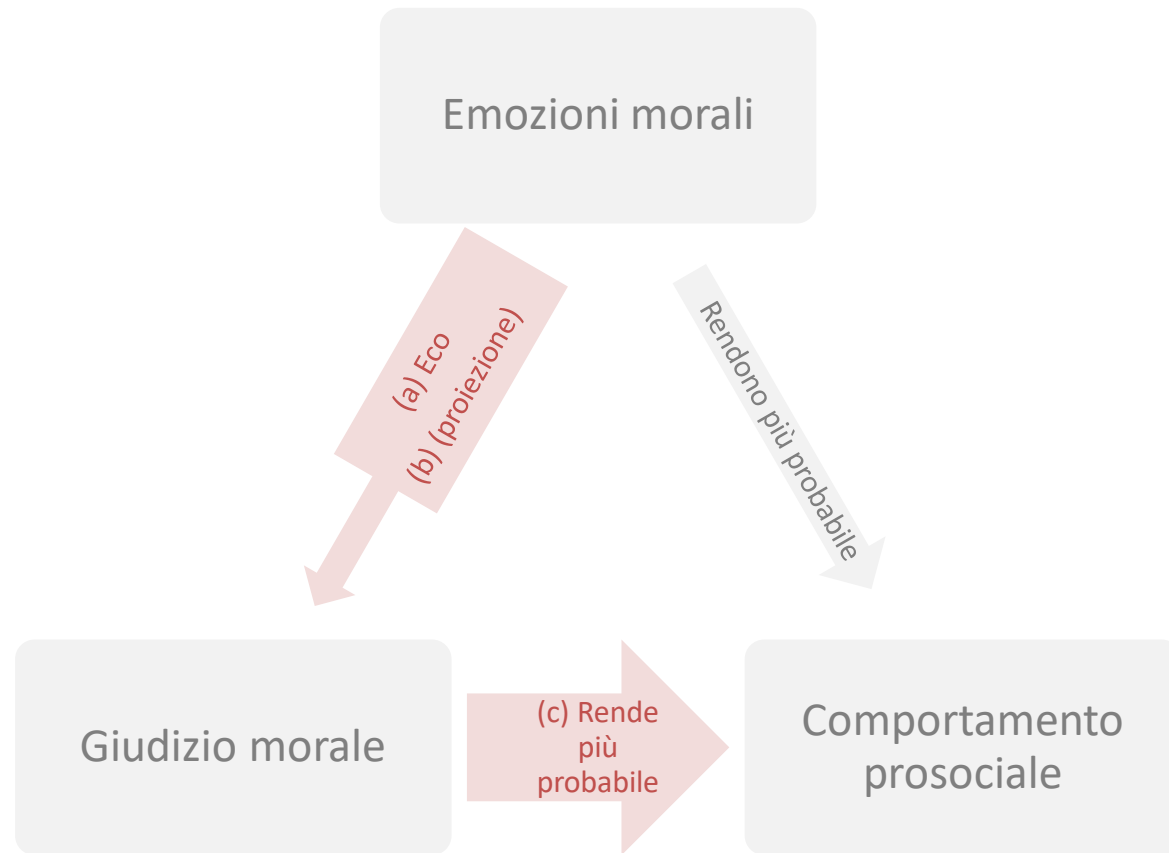 Emozioni morali
(a) Eco
(b) (proiezione)
Rendono più probabile
Giudizio morale
(c) Rende
più
probabile
Comportamento
prosociale